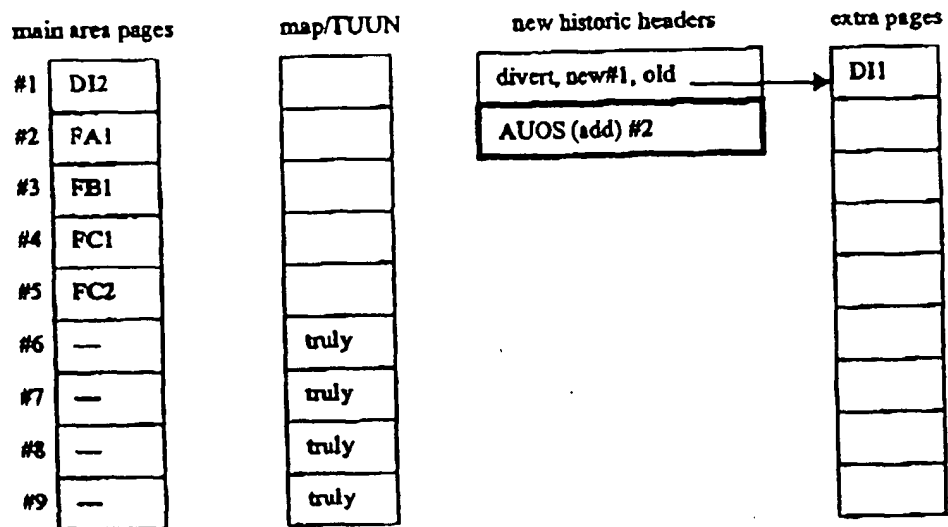 main area pages map/TUUN new historic headers extra pages
#1 DI2 divert, new#1, old DI1
#2 FA1 AUOS (add) #2
#3 FB1
#4 FC1
#5 FC2
#6 — truly
#7 — truly
#8 — truly
#9 — truly